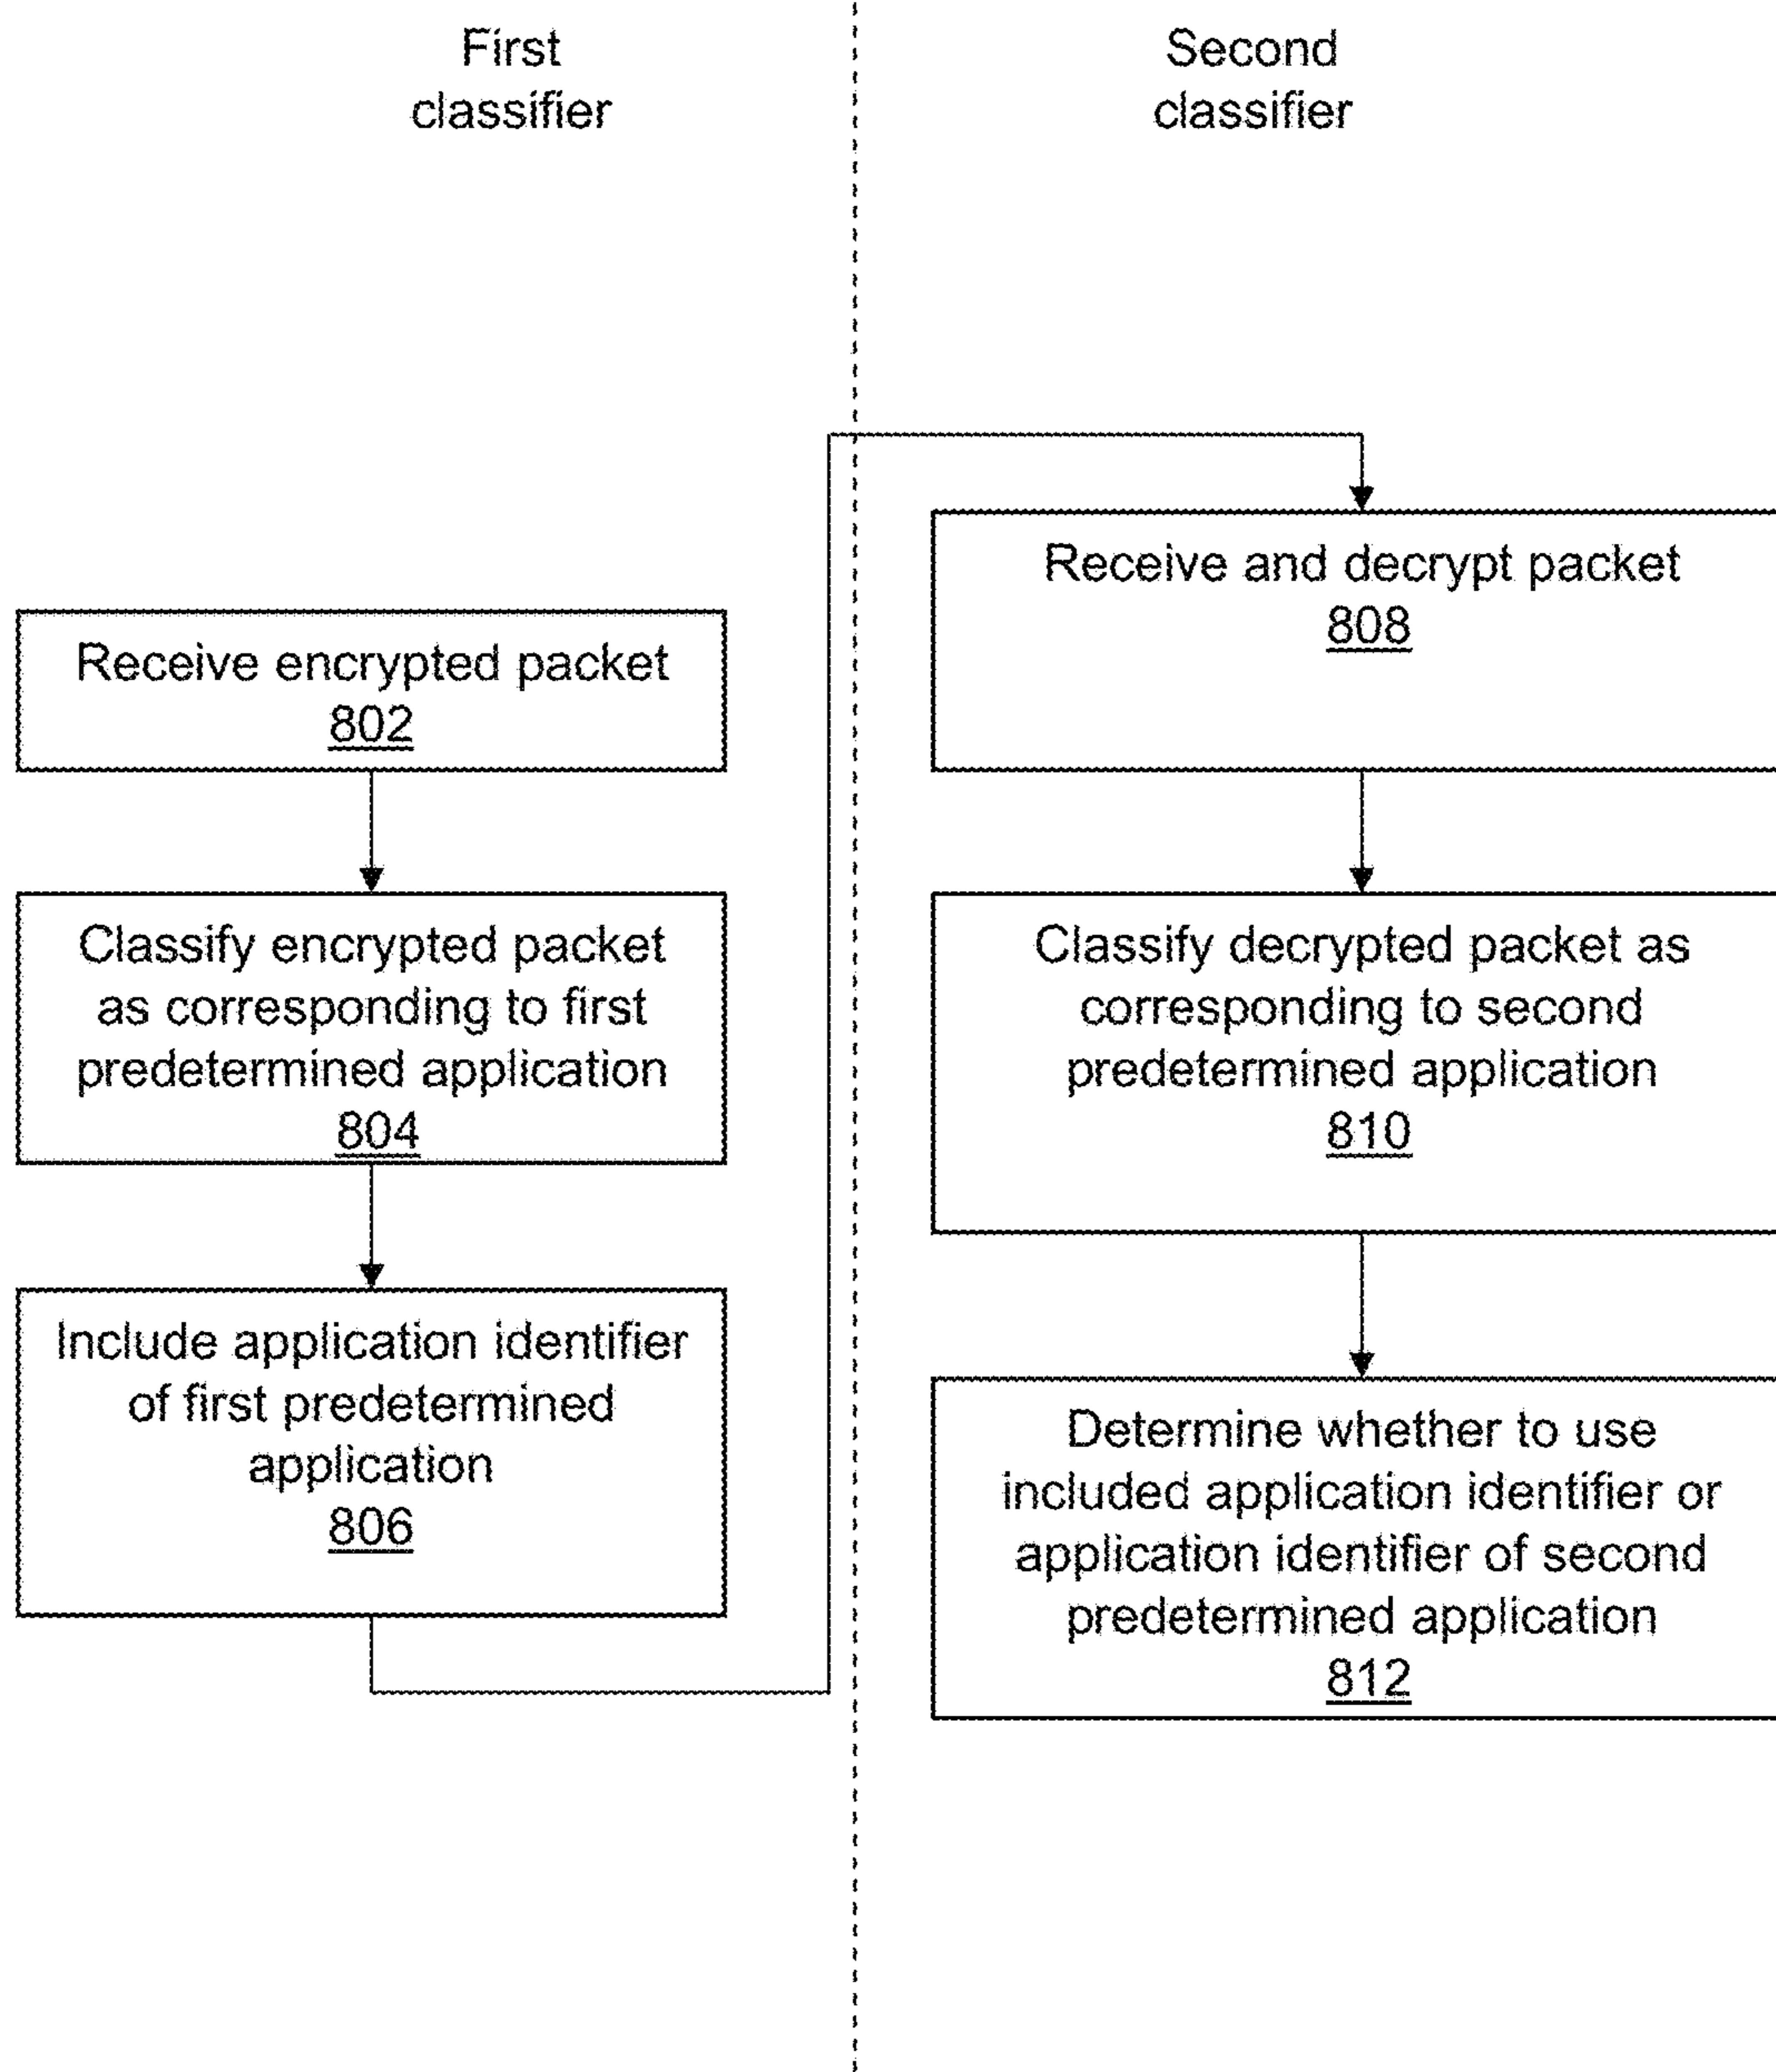 First
classifier
Second
classifier
Receive encrypted packet
802
Classify encrypted packet
as corresponding to first
predetermined application
804
Include application identifier
of first predetermined
application
806
Receive and decrypt packet
808
Classify decrypted packet as
corresponding to second
predetermined application
810
Determine whether to use
included application identifier or
application identifier of second
predetermined application
812